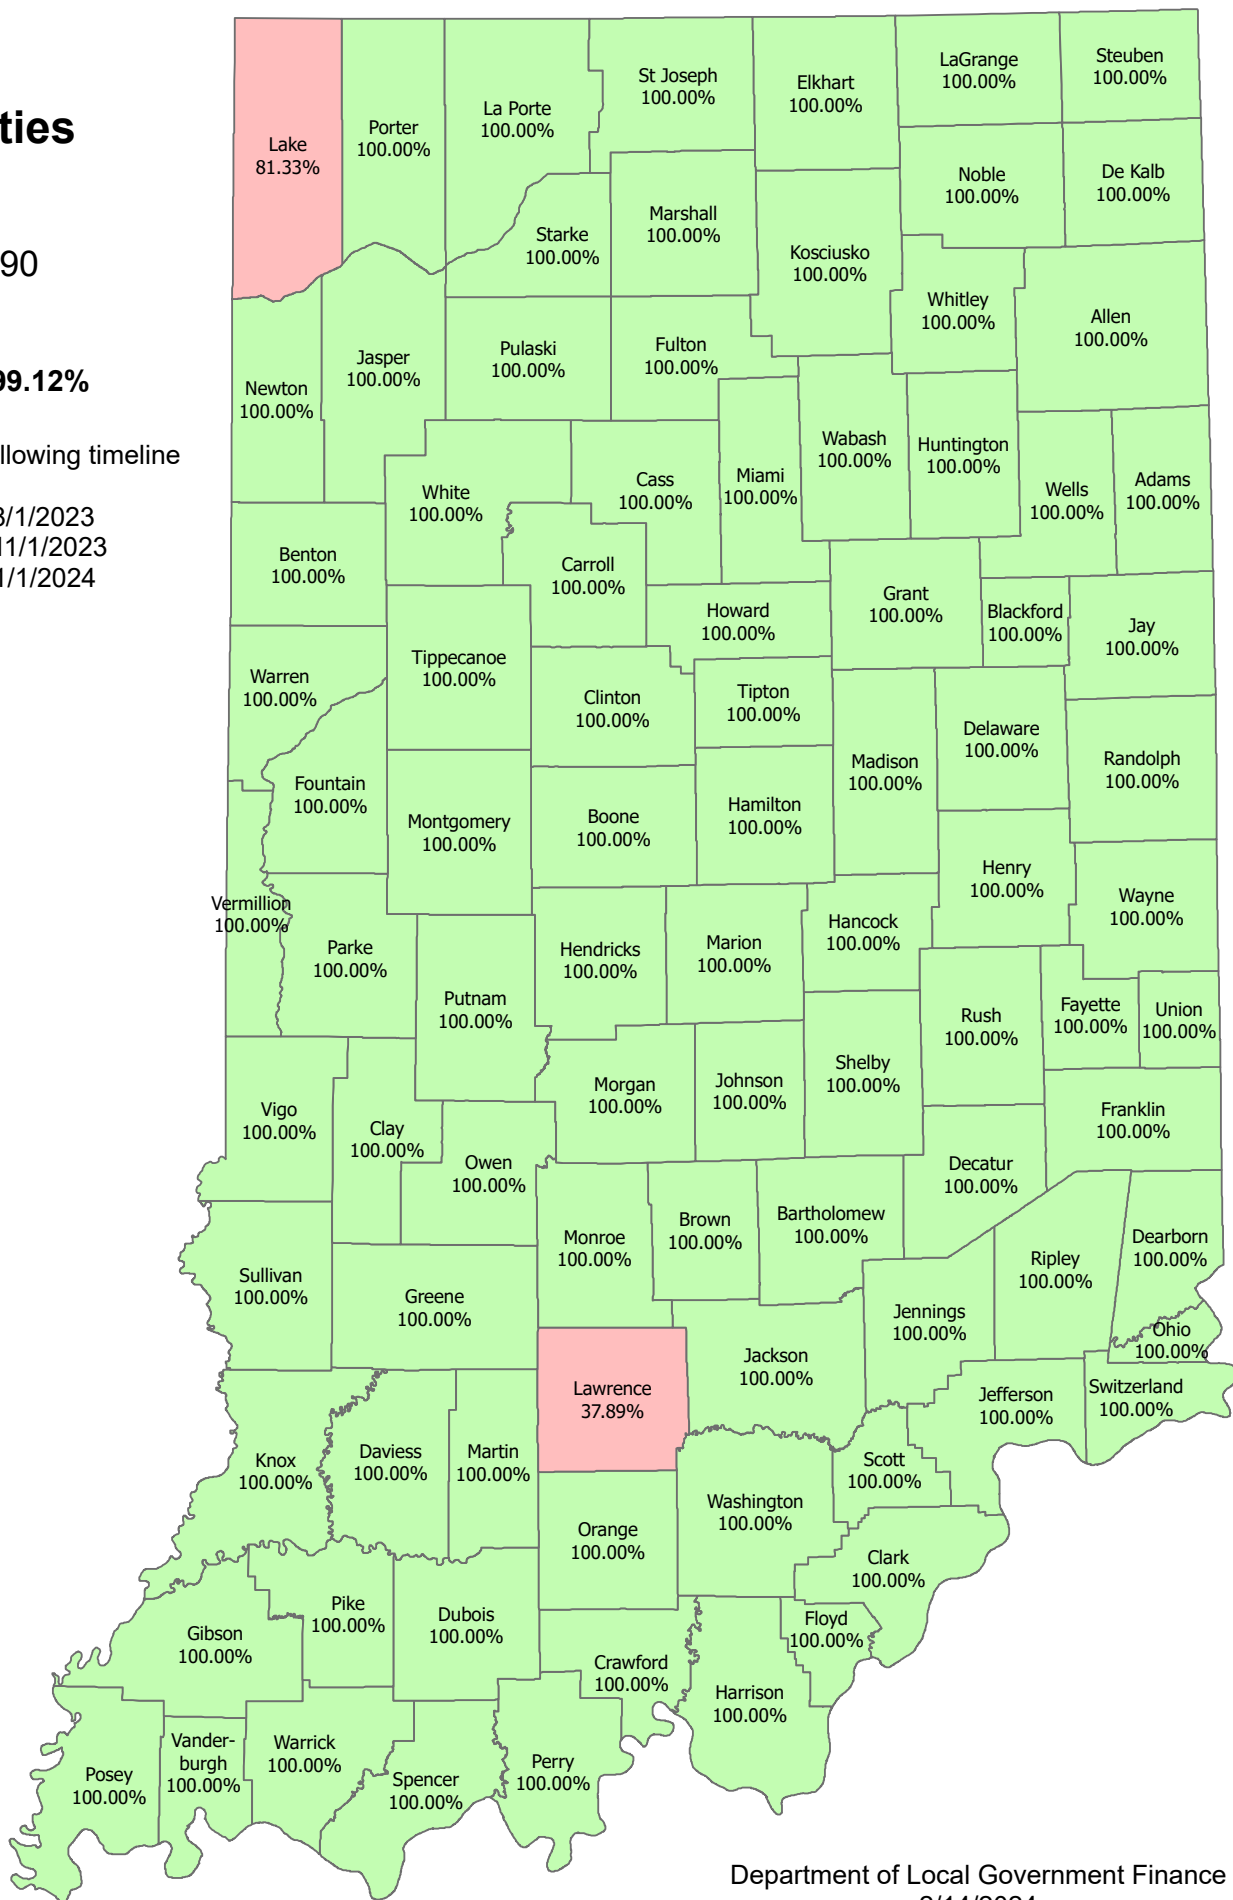 ties
90
99.12%
llowing timeline
3/1/2023
11/1/2023
1/1/2024
Lake
81.33%
Porter
100.00%
La Porte
100.00%
St Joseph
100.00%
Elkhart
100.00%
LaGrange
100.00%
Steuben
100.00%
Noble
100.00%
De Kalb
100.00%
Starke
100.00%
Marshall
100.00%
Kosciusko
100.00%
Whitley
100.00%
Allen
100.00%
Newton
100.00%
Jasper
100.00%
Pulaski
100.00%
Fulton
100.00%
Wabash
100.00%
Huntington
100.00%
White
100.00%
Cass
100.00%
Miami
100.00%
Wells
100.00%
Adams
100.00%
Benton
100.00%
Carroll
100.00%
Howard
100.00%
Grant
100.00%
Blackford
100.00%
Jay
100.00%
Warren
100.00%
Tippecanoe
100.00%
Clinton
100.00%
Tipton
100.00%
Madison
100.00%
Delaware
100.00%
Randolph
100.00%
Fountain
100.00%
Montgomery
100.00%
Boone
100.00%
Hamilton
100.00%
Henry
100.00%
Wayne
100.00%
Vermillion
100.00%
Parke
100.00%
Putnam
100.00%
Hendricks
100.00%
Marion
100.00%
Hancock
100.00%
Rush
100.00%
Fayette
100.00%
Union
100.00%
Vigo
100.00%
Clay
100.00%
Owen
100.00%
Morgan
100.00%
Johnson
100.00%
Shelby
100.00%
Franklin
100.00%
Decatur
100.00%
Monroe
100.00%
Brown
100.00%
Bartholomew
100.00%
Dearborn
100.00%
Ripley
100.00%
Sullivan
100.00%
Greene
100.00%
Jennings
100.00%
Ohio
100.00%
Lawrence
37.89%
Jackson
100.00%
Jefferson
100.00%
Switzerland
100.00%
Knox
100.00%
Daviess
100.00%
Martin
100.00%
Scott
100.00%
Washington
100.00%
Orange
100.00%
Clark
100.00%
Gibson
100.00%
Pike
100.00%
Dubois
100.00%
Floyd
100.00%
Crawford
100.00%
Harrison
100.00%
Posey
100.00%
Vander-
burgh
100.00%
Warrick
100.00%
Spencer
100.00%
Perry
100.00%
Department of Local Government Finance